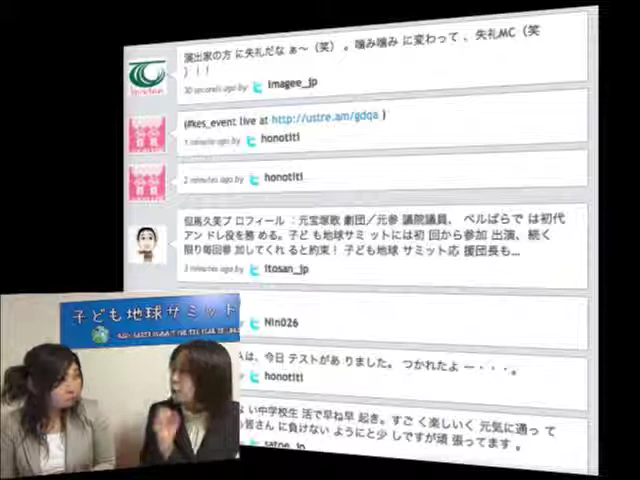 演出家の方 に失礼だな ぁ～（笑） 。噛み噛み に変わって 、失礼MC（笑
）！！
30 seconds ago by imagee_jp
(#kes_event live at http://ustre.am/gdqa )
1 minute ago by honotiti
2 minutes ago by honotiti
但馬久美プ ロフィール ：元宝塚歌 劇団／元参 議院議員、 ベルばらで は初代
アン ドレ役を務 める。子ど も地球サミ ットには初 回から参加 出演、続く
限り毎回参 加してくれ ると約束！ 子ども地球 サミット応 援団長も...
3 minutes ago by itosan_jp
Nin026
は、今日 テストがあ りました。 つかれたよ ー・・・。
honotiti
い中学校生 活で早ね早 起き。すご く楽しいく 元気に通っ て
皆さん に負けない ようにと少 しですが頑 張ってます 。
satoe_jp
子ども地球サミット